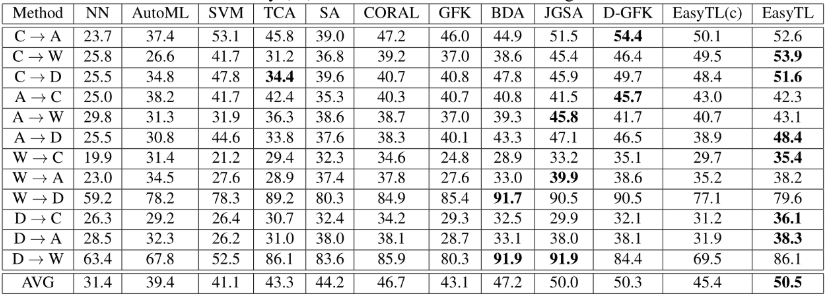 Method NN AutoML SVM TCA SA CORAL GFK BDA JGSA D-GFK EasyTL(c) EasyTL
C → A 23.7 37.4 53.1 45.8 39.0 47.2 46.0 44.9 51.5 54.4 50.1 52.6
C → W 25.8 26.6 41.7 31.2 36.8 39.2 37.0 38.6 45.4 46.4 49.5 53.9
C → D 25.5 34.8 47.8 34.4 39.6 40.7 40.8 47.8 45.9 49.7 48.4 51.6
A → C 25.0 38.2 41.7 42.4 35.3 40.3 40.7 40.8 41.5 45.7 43.0 42.3
A → W 29.8 31.3 31.9 36.3 38.6 38.7 37.0 39.3 45.8 41.7 40.7 43.1
A → D 25.5 30.8 44.6 33.8 37.6 38.3 40.1 43.3 47.1 46.5 38.9 48.4
W → C 19.9 31.4 21.2 29.4 32.3 34.6 24.8 28.9 33.2 35.1 29.7 35.4
W → A 23.0 34.5 27.6 28.9 37.4 37.8 27.6 33.0 39.9 38.6 35.2 38.2
W → D 59.2 78.2 78.3 89.2 80.3 84.9 85.4 91.7 90.5 90.5 77.1 79.6
D → C 26.3 29.2 26.4 30.7 32.4 34.2 29.3 32.5 29.9 32.1 31.2 36.1
D → A 28.5 32.3 26.2 31.0 38.0 38.1 28.7 33.1 38.0 38.1 31.9 38.3
D → W 63.4 67.8 52.5 86.1 83.6 85.9 80.3 91.9 91.9 84.4 69.5 86.1
AVG 31.4 39.4 41.1 43.3 44.2 46.7 43.1 47.2 50.0 50.3 45.4 50.5